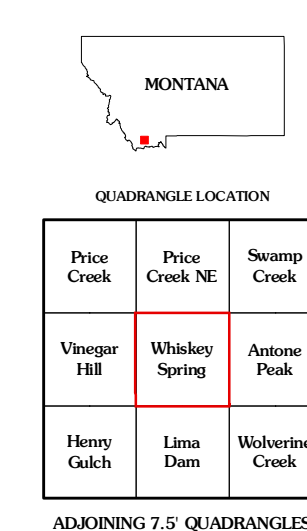 MONTANA
QUADRANGLE LOCATION
Price
Creek
Price
Creek NE
Swamp
Creek
Vinegar
Hill
Whiskey
Spring
Antone
Peak
Henry
Gulch
Lima
Dam
Wolverine
Creek
ADJOINING 7.5' QUADRANGLES